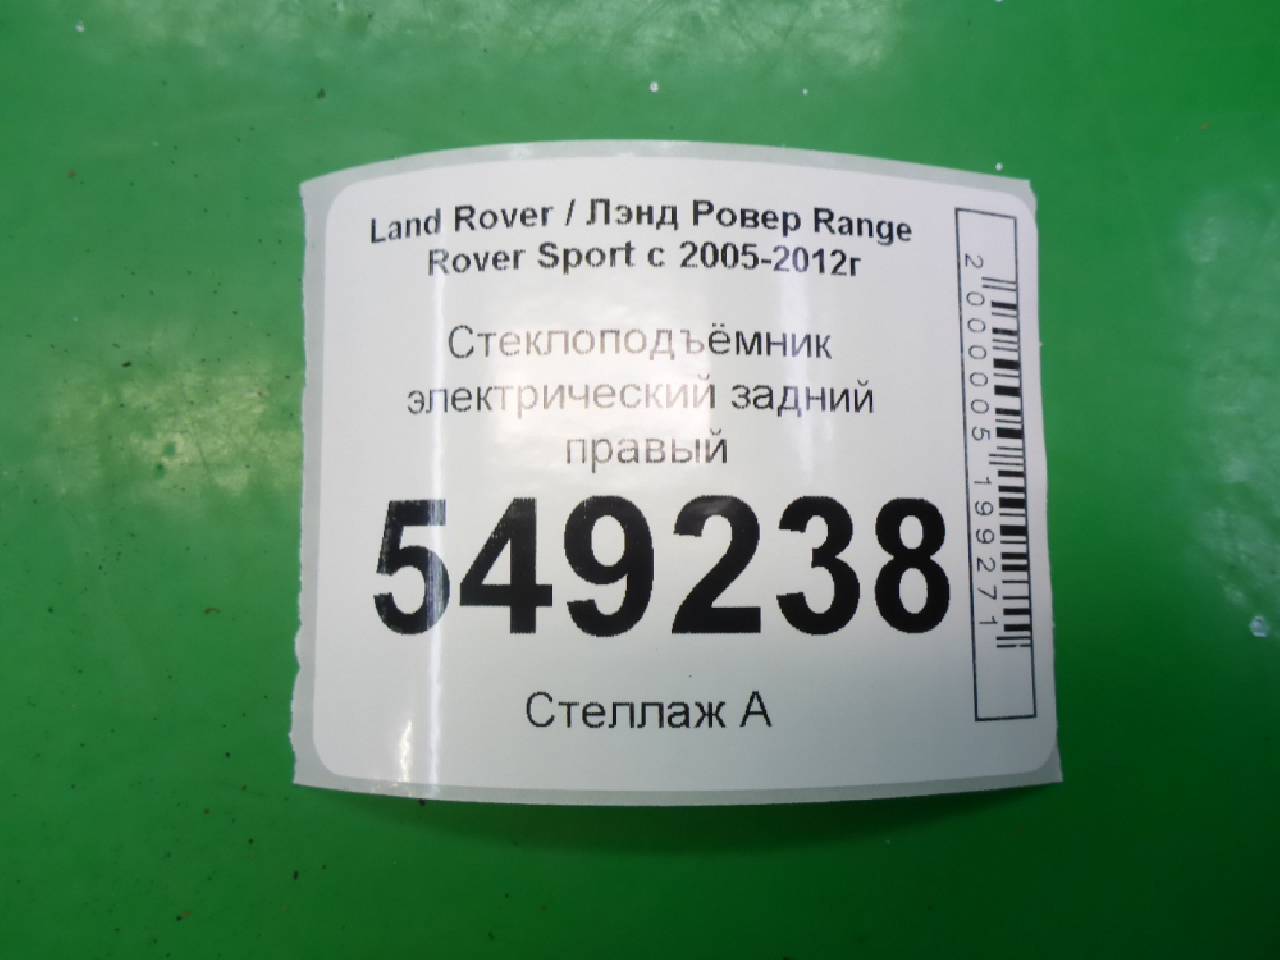 Land Rover / Лэнд Ровер Range
Rover Sport с 2005-2012г
Стеклоподъёмник
электрический задний
правый
549238
Стеллаж А
2000005199271